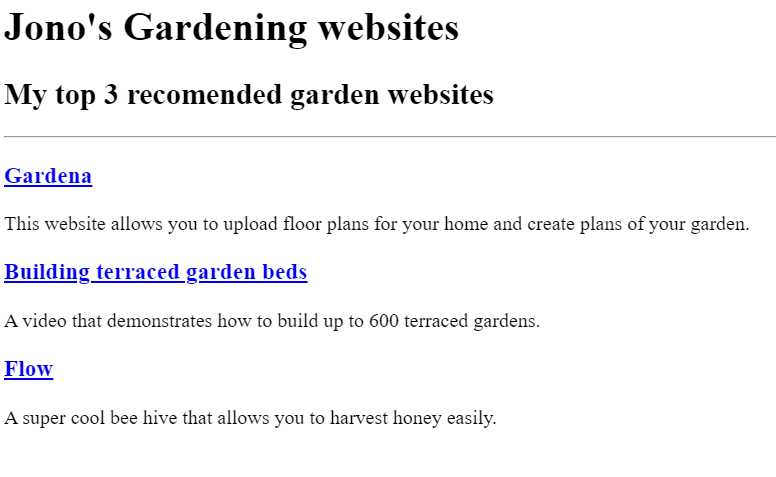 Jono's Gardening websites
My top 3 recomended garden websites
Gardena
This website allows you to upload floor plans for your home and create plans of your garden.
Building terraced garden beds
A video that demonstrates how to build up to 600 terraced gardens.
Flow
A super cool bee hive that allows you to harvest honey easily.